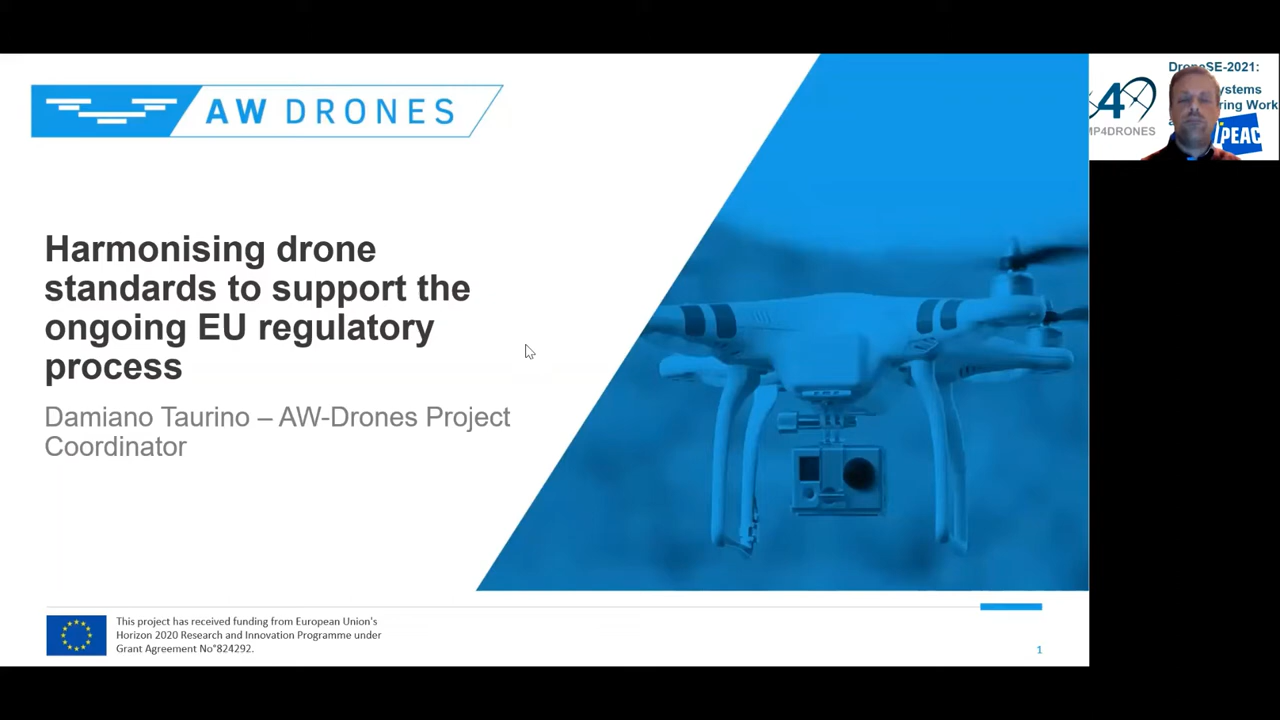 AW DRONES
Harmonising drone
standards to support the
ongoing EU regulatory
process
Damiano Taurino – AW-Drones Project
Coordinator
This project has received funding from European Union's
Horizon 2020 Research and Innovation Programme under
Grant Agreement No°824292.
1
DroneSE-2021:
4
MP4DRONES
ystems
ring Work
iPEAC